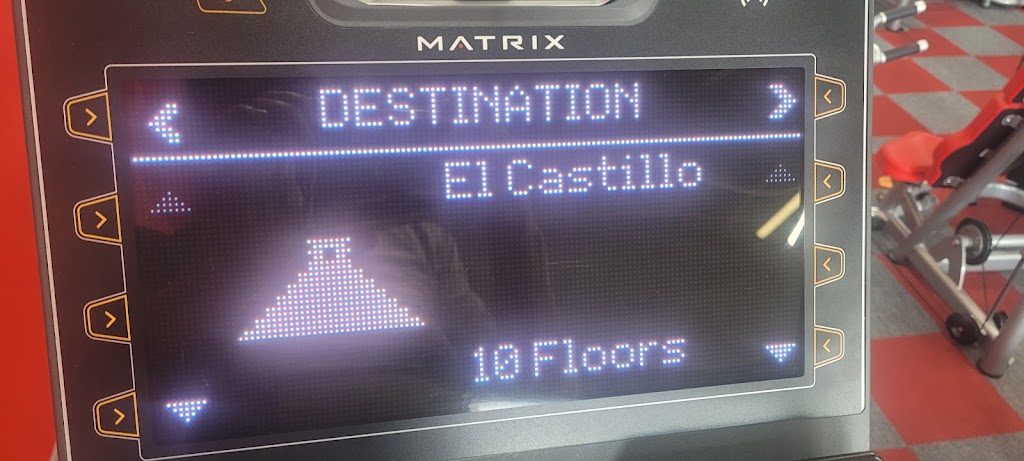 MATRIX
DESTINATION
El Castillo
10 Floors